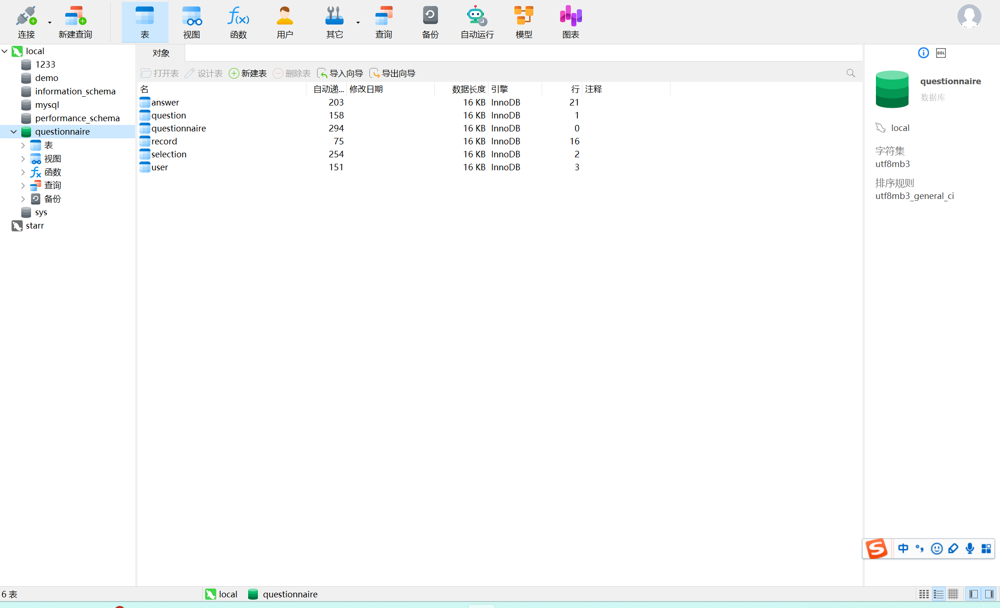 连接
新建查询
表
视图
函数
用户
其它
查询
备份
自动运行
模型
图表
local
1233
demo
information_schema
mysql
performance_schema
questionnaire
表
视图
函数
查询
备份
sys
starr
对象
打开表 设计表 新建表 删除表 导入向导 导出向导
名 自动递... 修改日期 数据长度 引擎 行 注释
answer 203 16 KB InnoDB 21
question 158 16 KB InnoDB 1
questionnaire 294 16 KB InnoDB 0
record 75 16 KB InnoDB 16
selection 254 16 KB InnoDB 2
user 151 16 KB InnoDB 3
DDL
questionnaire
数据库
local
字符集
utf8mb3
排序规则
utf8mb3_general_ci
S 中 °,
6 表 local questionnaire